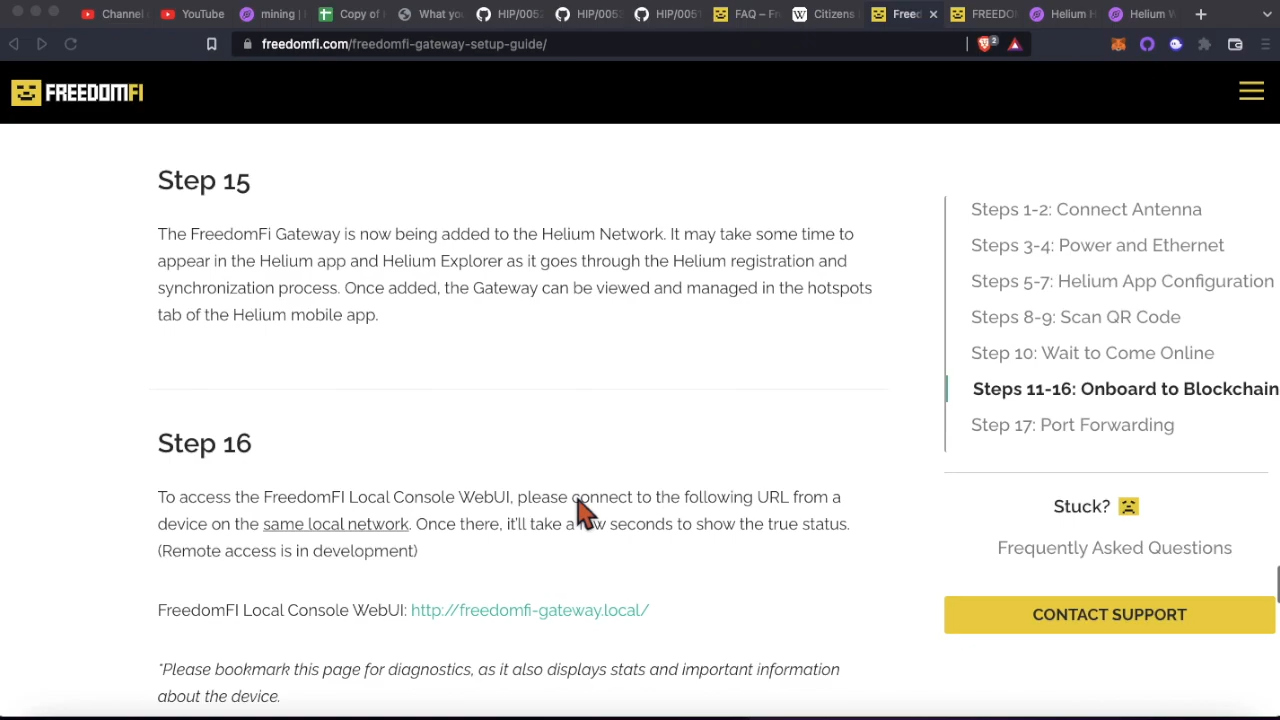 Channel
YouTube
mining |
Copy of
What you
HIP/005
HIP/005
HIP/005
FAQ – Fr
Citizens
Freed
FREEDO
Helium H
Helium
freedomfi.com/freedomfi-gateway-setup-guide/
2
FREEDOMFI
Step 15
The FreedomFi Gateway is now being added to the Helium Network. It may take some time to
appear in the Helium app and Helium Explorer as it goes through the Helium registration and
synchronization process. Once added, the Gateway can be viewed and managed in the hotspots
tab of the Helium mobile app.
Step 16
To access the FreedomFI Local Console WebUI, please connect to the following URL from a
device on the same local network. Once there, it'll take a few seconds to show the true status.
(Remote access is in development)
FreedomFI Local Console WebUI: http://freedomfi-gateway.local/
*Please bookmark this page for diagnostics, as it also displays stats and important information
about the device.
Steps 1-2: Connect Antenna
Steps 3-4: Power and Ethernet
Steps 5-7: Helium App Configuration
Steps 8-9: Scan QR Code
Step 10: Wait to Come Online
Steps 11-16: Onboard to Blockchain
Step 17: Port Forwarding
Stuck?
Frequently Asked Questions
CONTACT SUPPORT